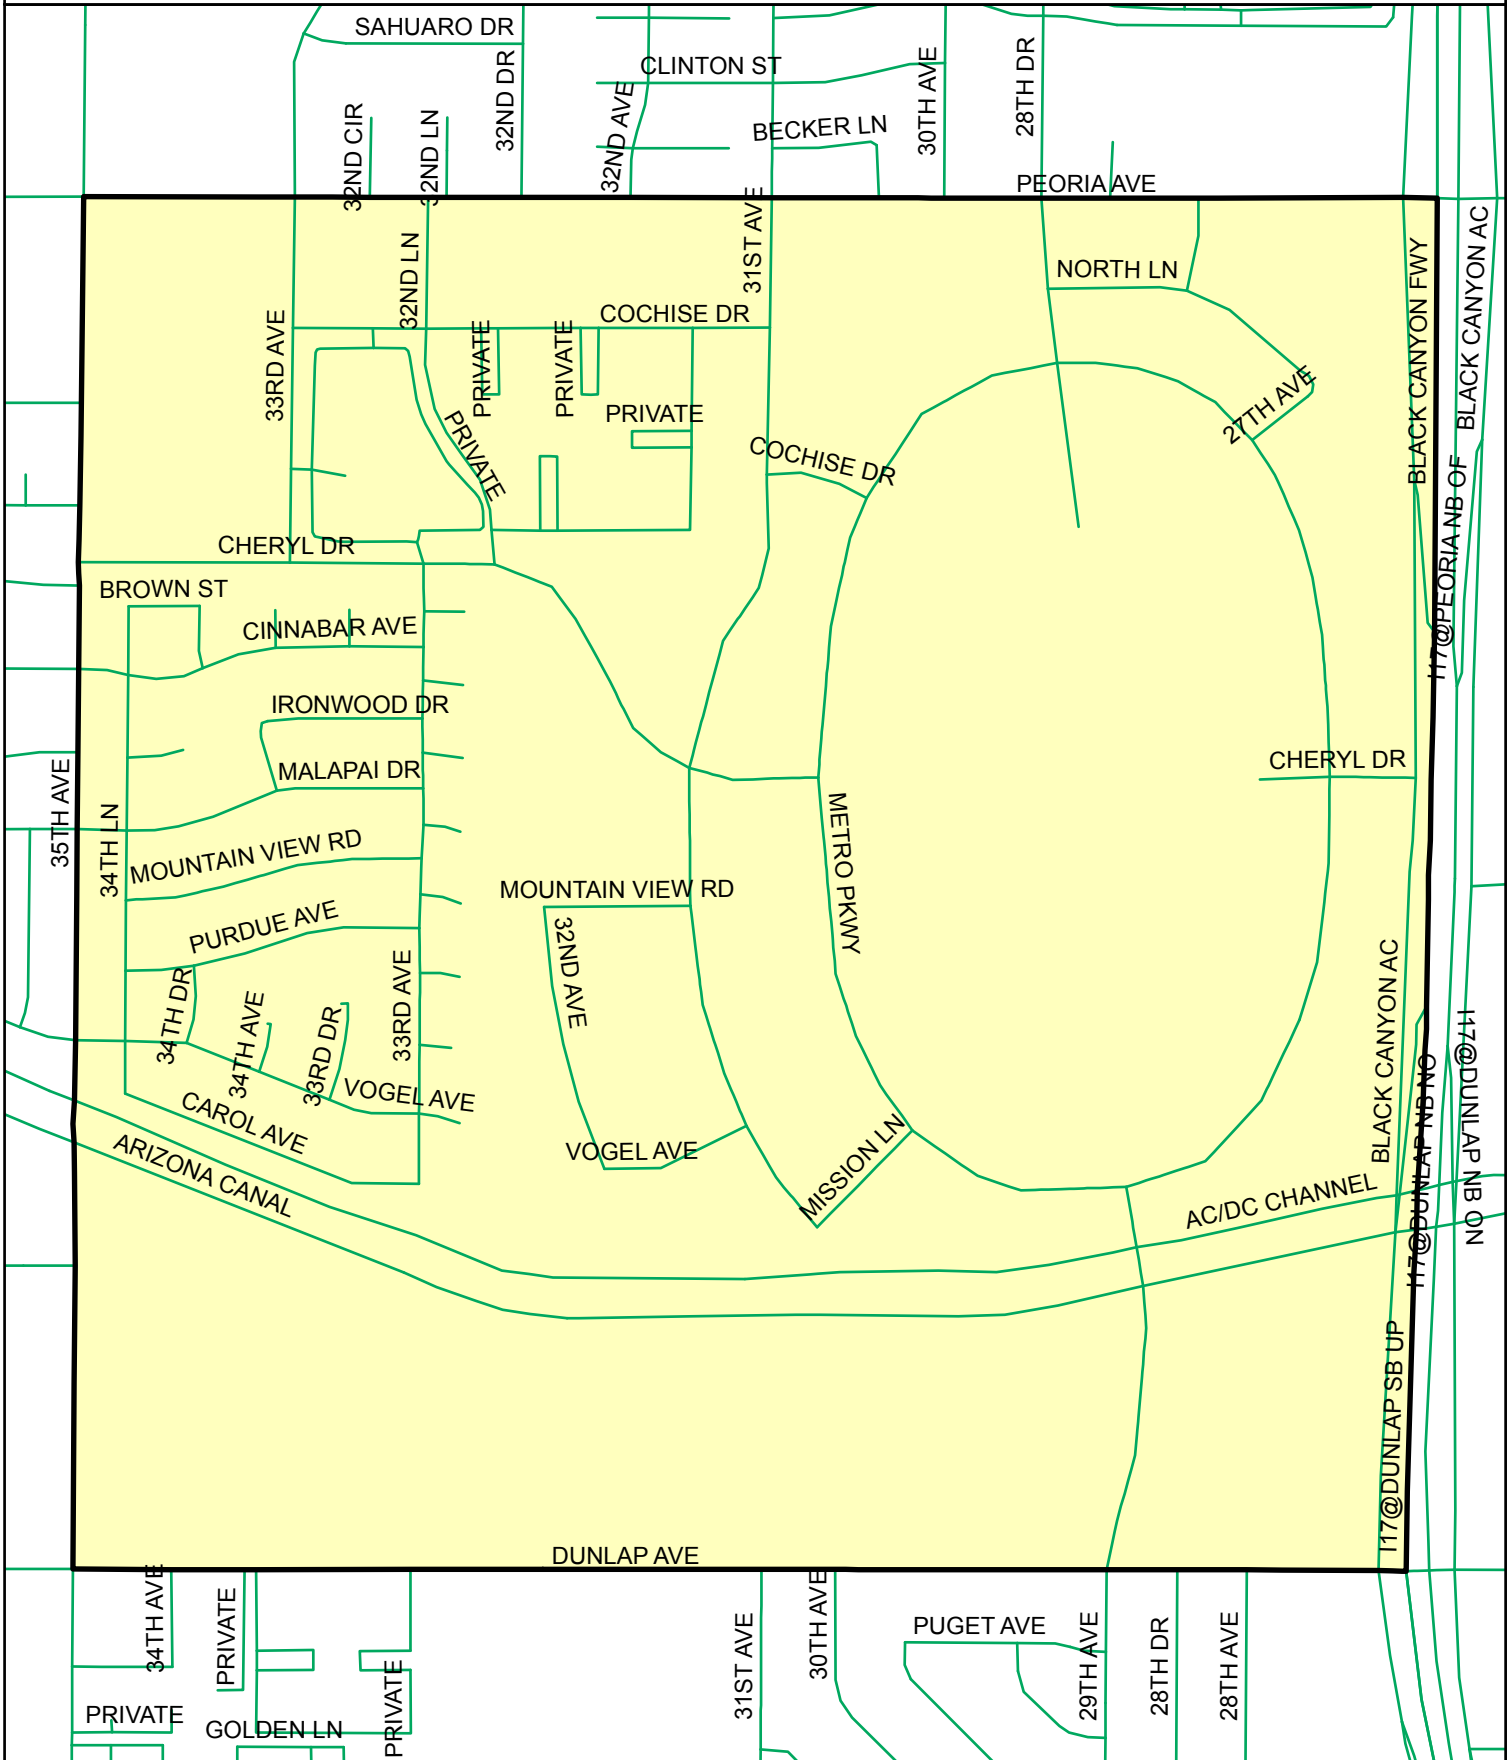 SAHUARO DR
32ND DR
CLINTON ST
32ND AVE
30TH AVE
28TH DR
32ND CIR
32ND LN
BECKER LN
PEORIA AVE
31ST AVE
32ND LN
33RD AVE
COCHISE DR
NORTH LN
BLACK CANYON FWY
BLACK CANYON AC
PRIVATE
PRIVATE
PRIVATE
PRIVATE
COCHISE DR
27TH AVE
I17@PEORIA NB OF
CHERYL DR
BROWN ST
CINNABAR AVE
IRONWOOD DR
MALAPAI DR
CHERYL DR
35TH AVE
34TH LN
MOUNTAIN VIEW RD
METRO PKWY
MOUNTAIN VIEW RD
PURDUE AVE
32ND AVE
33RD AVE
34TH DR
34TH AVE
33RD DR
VOGEL AVE
CAROL AVE
ARIZONA CANAL
VOGEL AVE
MISSION LN
BLACK CANYON AC
AC/DC CHANNEL
I17@DUNLAP NB NO
I17@DUNLAP NB ON
I17@DUNLAP SB UP
DUNLAP AVE
34TH AVE
PRIVATE
31ST AVE
30TH AVE
PUGET AVE
29TH AVE
28TH DR
28TH AVE
PRIVATE
GOLDEN LN
PRIVATE